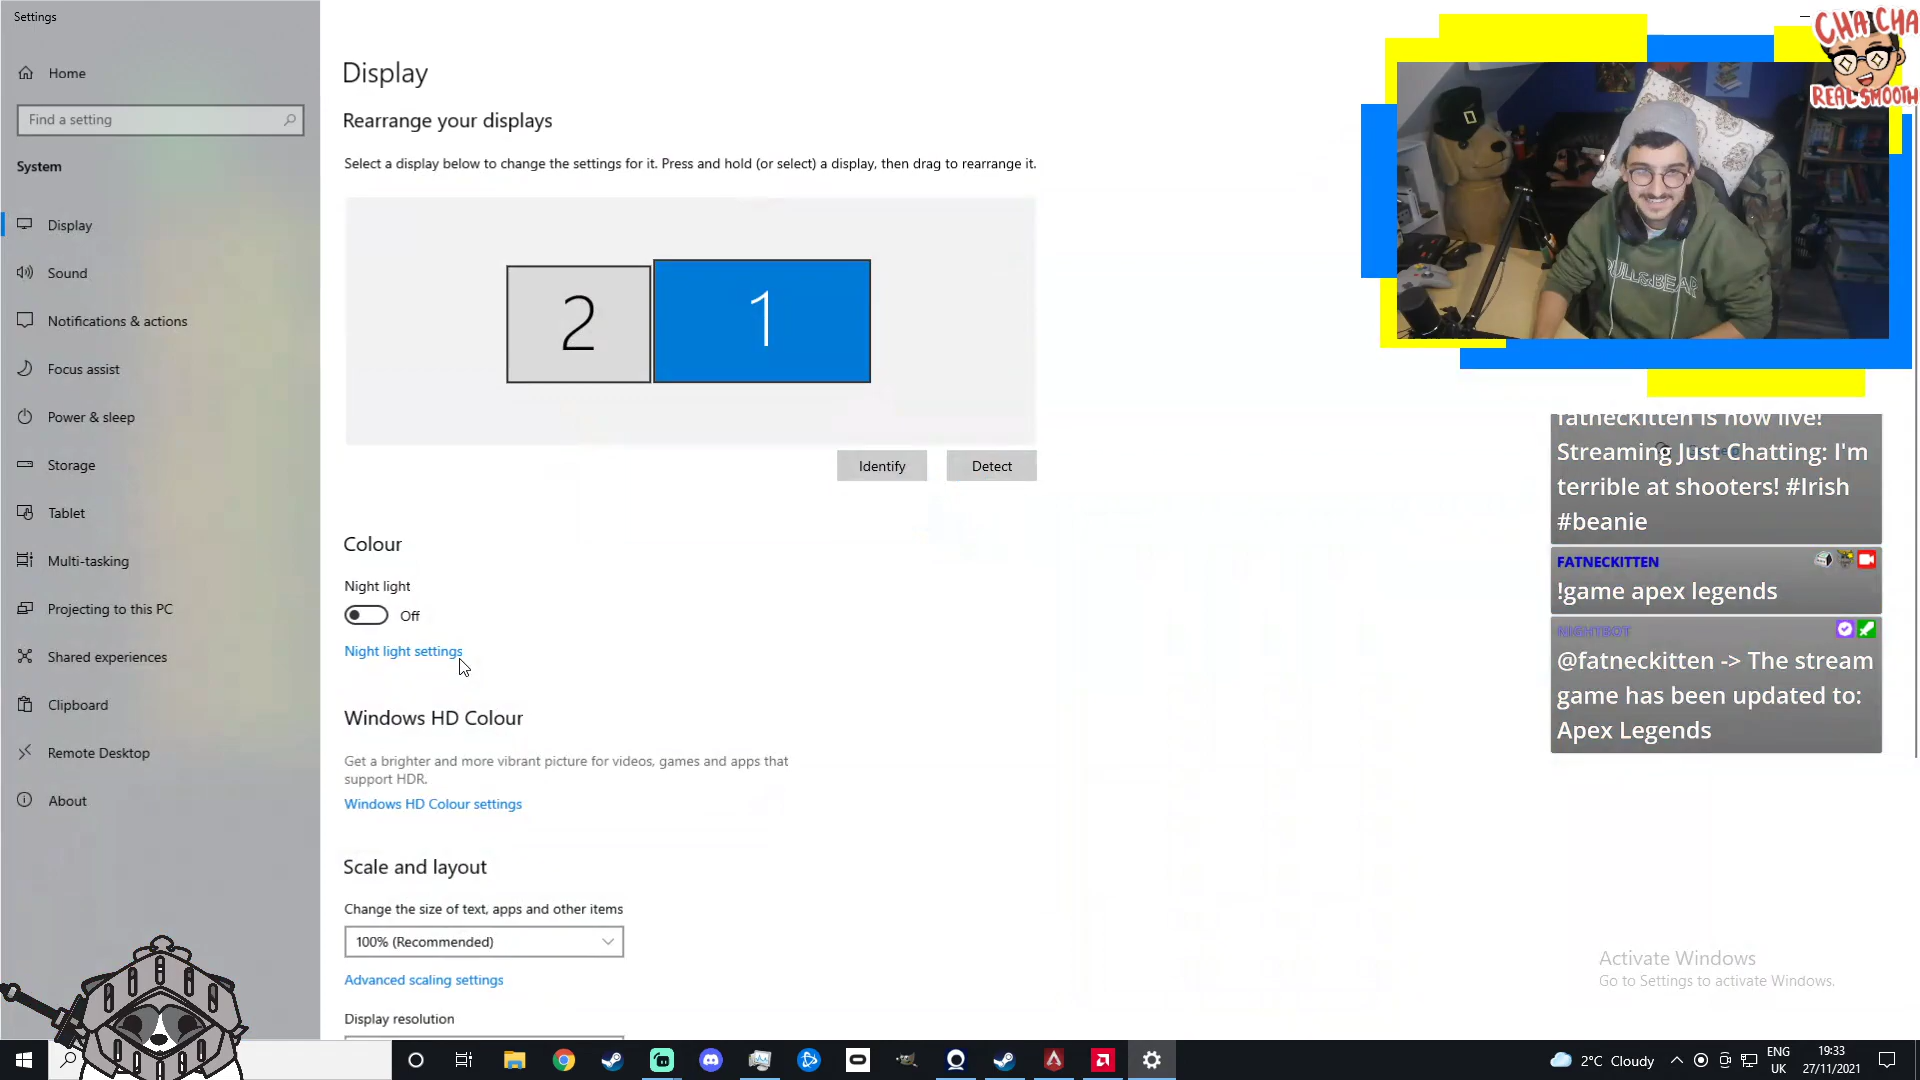 Settings
Home
Find a setting
System
Display
Sound
Notifications & actions
Focus assist
Power & sleep
Storage
Tablet
Multi-tasking
Projecting to this PC
Shared experiences
Clipboard
Remote Desktop
About
Display
Rearrange your displays
Select a display below to change the settings for it. Press and hold (or select) a display, then drag to rearrange it.
2
1
Identify
Detect
Colour
Night light
Off
Night light settings
Windows HD Colour
Get a brighter and more vibrant picture for videos, games and apps that
support HDR.
Windows HD Colour settings
Scale and layout
Change the size of text, apps and other items
100% (Recommended)
Advanced scaling settings
Display resolution
CHA CHA
REAL SMOOTH
PULL&BEAR
fatneckitten is now live!
Streaming Just Chatting: I'm
terrible at shooters! #Irish
#beanie
FATNECKITTEN
!game apex legends
NIGHTBOT
@fatneckitten -> The stream
game has been updated to:
Apex Legends
Activate Windows
Go to Settings to activate Windows.
2°C Cloudy
ENG
UK
19:33
27/11/2021